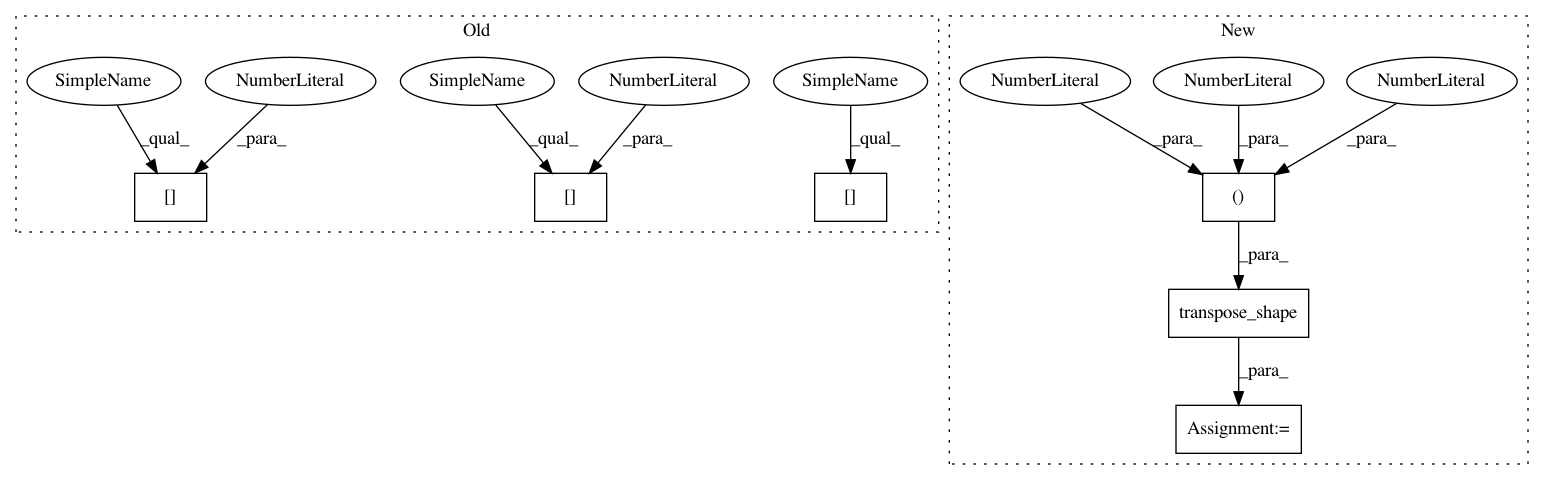 Old
New
SimpleName NumberLiteral SimpleName NumberLiteral SimpleName NumberLiteral NumberLiteral NumberLiteral
_qual_ _para_ _qual_ _para_ _qual_ _para_ _para_ _para_
[] [] [] ()
_para_
transpose_shape
_para_
Assignment:=